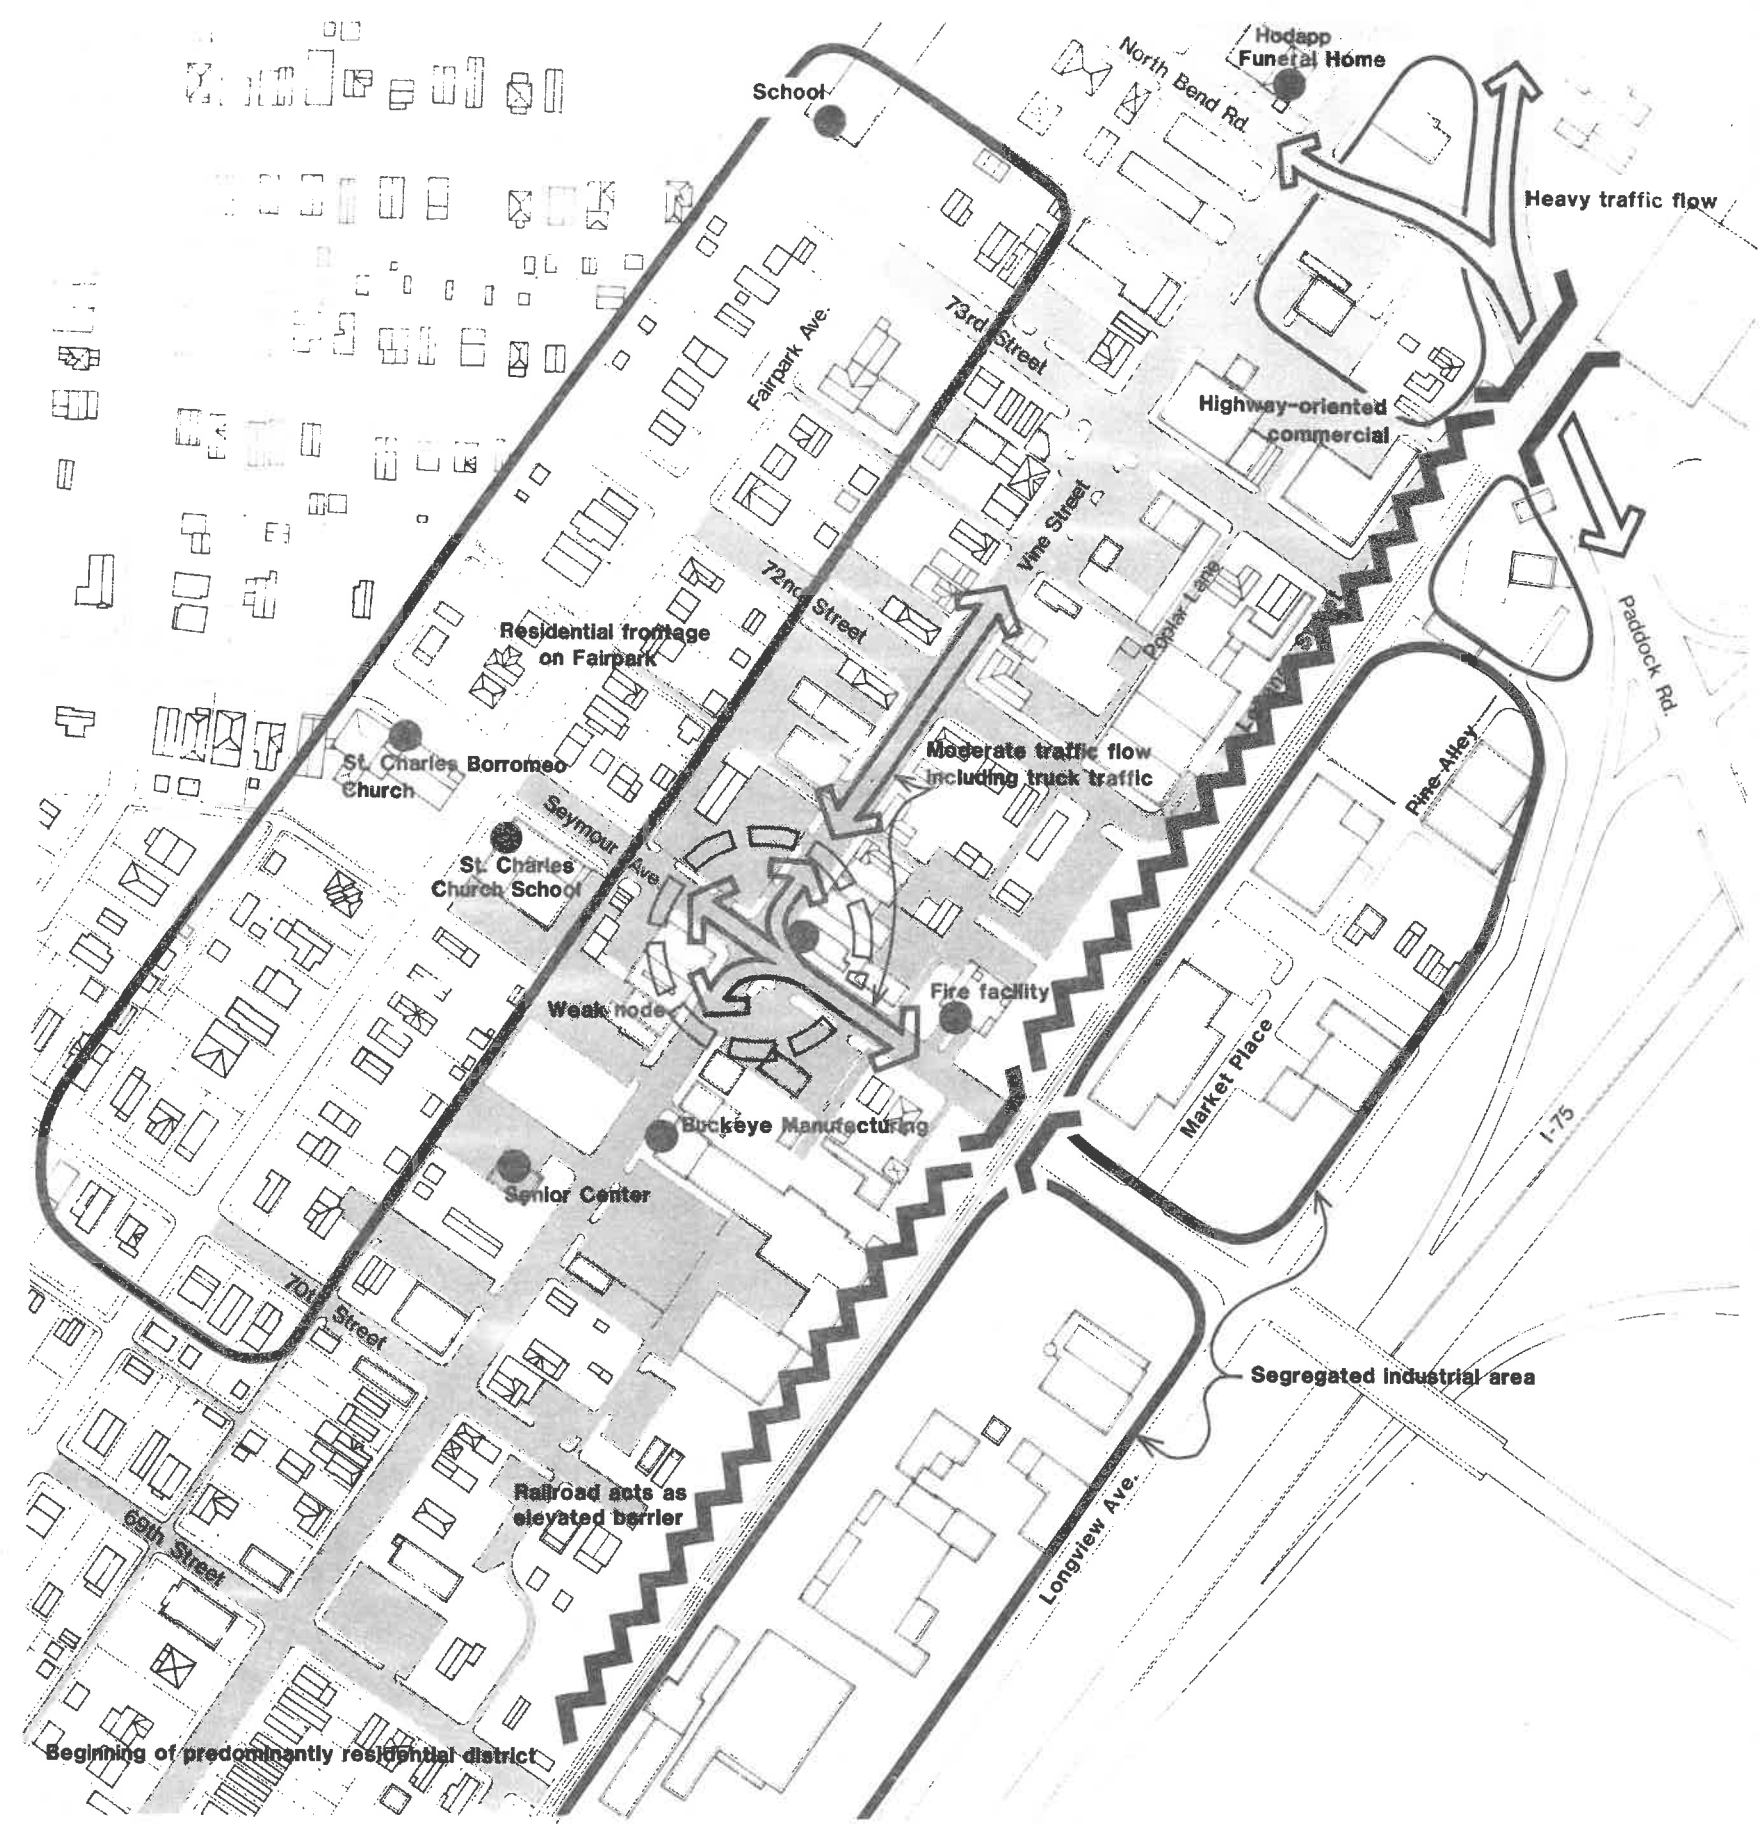 Hodapp
Funeral Home
School
North Bend Rd.
Heavy traffic flow
73rd Street
Fairpark Ave.
Highway-oriented
commercial
Vine Street
72nd Street
Poplar Lane
Residential frontage
on Fairpark
Paddock Rd.
St. Charles Borromeo
Church
Moderate traffic flow
including truck traffic
Pine Alley
Seymour Ave.
St. Charles
Church School
Weak node
Fire facility
Market Place
Buckeye Manufacturing
I-75
Senior Center
70th Street
Segregated industrial area
Railroad acts as
elevated barrier
69th Street
Longview Ave.
Beginning of predominantly residential district